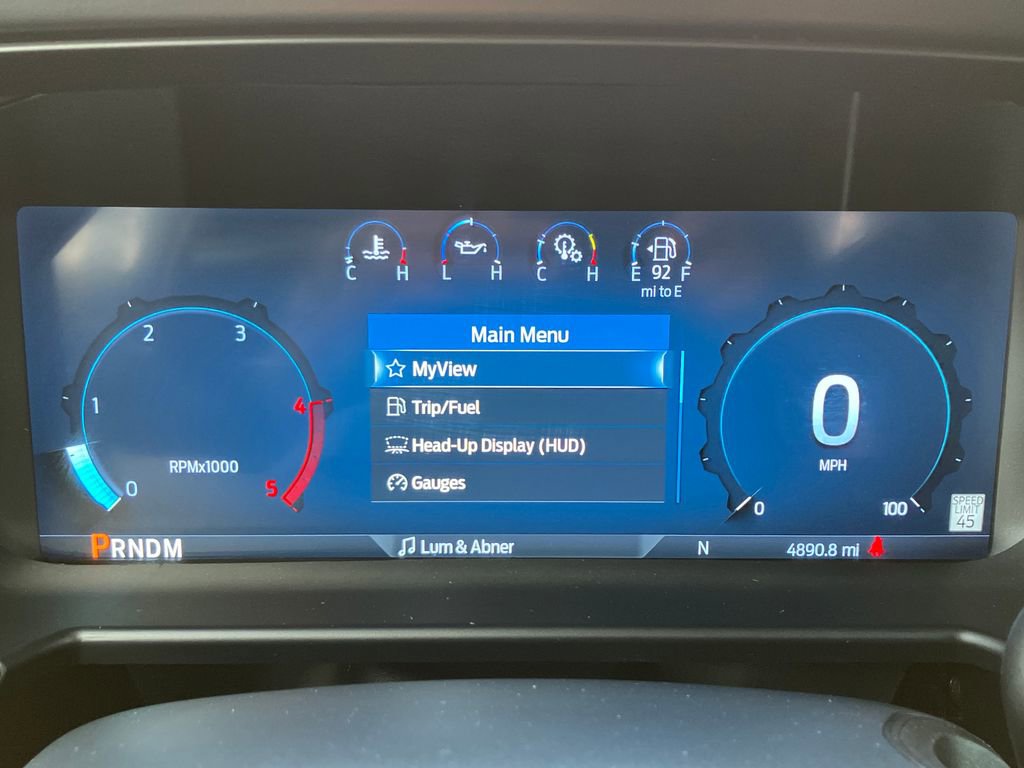 C H
L H
C H
E 92 F
mi to E
Main Menu
MyView
Trip/Fuel
Head-Up Display (HUD)
Gauges
0
1
2
3
4
5
RPMx1000
0
MPH
0
100
SPEED
LIMIT
45
PRNDM
Lum & Abner
N
4890.8 mi